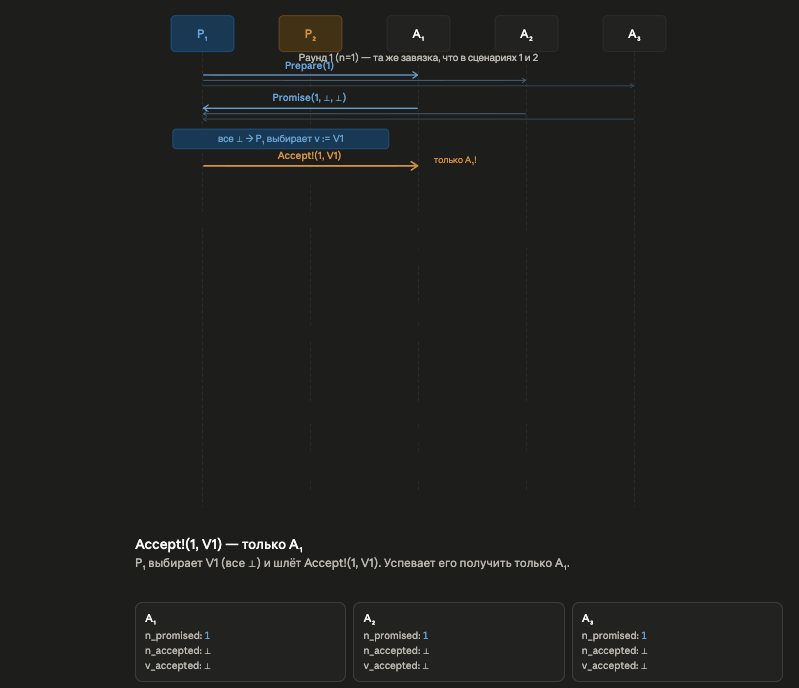 P₁ P₂ A₁ A₂ A₃
Раунд 1 (n=1) — та же завязка, что в сценариях 1 и 2
Prepare(1)
Promise(1, ⊥, ⊥)
все ⊥ → P₁ выбирает v := V1
Accept!(1, V1)
только A₁!
Accept!(1, V1) — только A₁
P₁ выбирает V1 (все ⊥) и шлёт Accept!(1, V1). Успевает его получить только A₁.
A₁
n_promised: 1
n_accepted: ⊥
v_accepted: ⊥
A₂
n_promised: 1
n_accepted: ⊥
v_accepted: ⊥
A₃
n_promised: 1
n_accepted: ⊥
v_accepted: ⊥